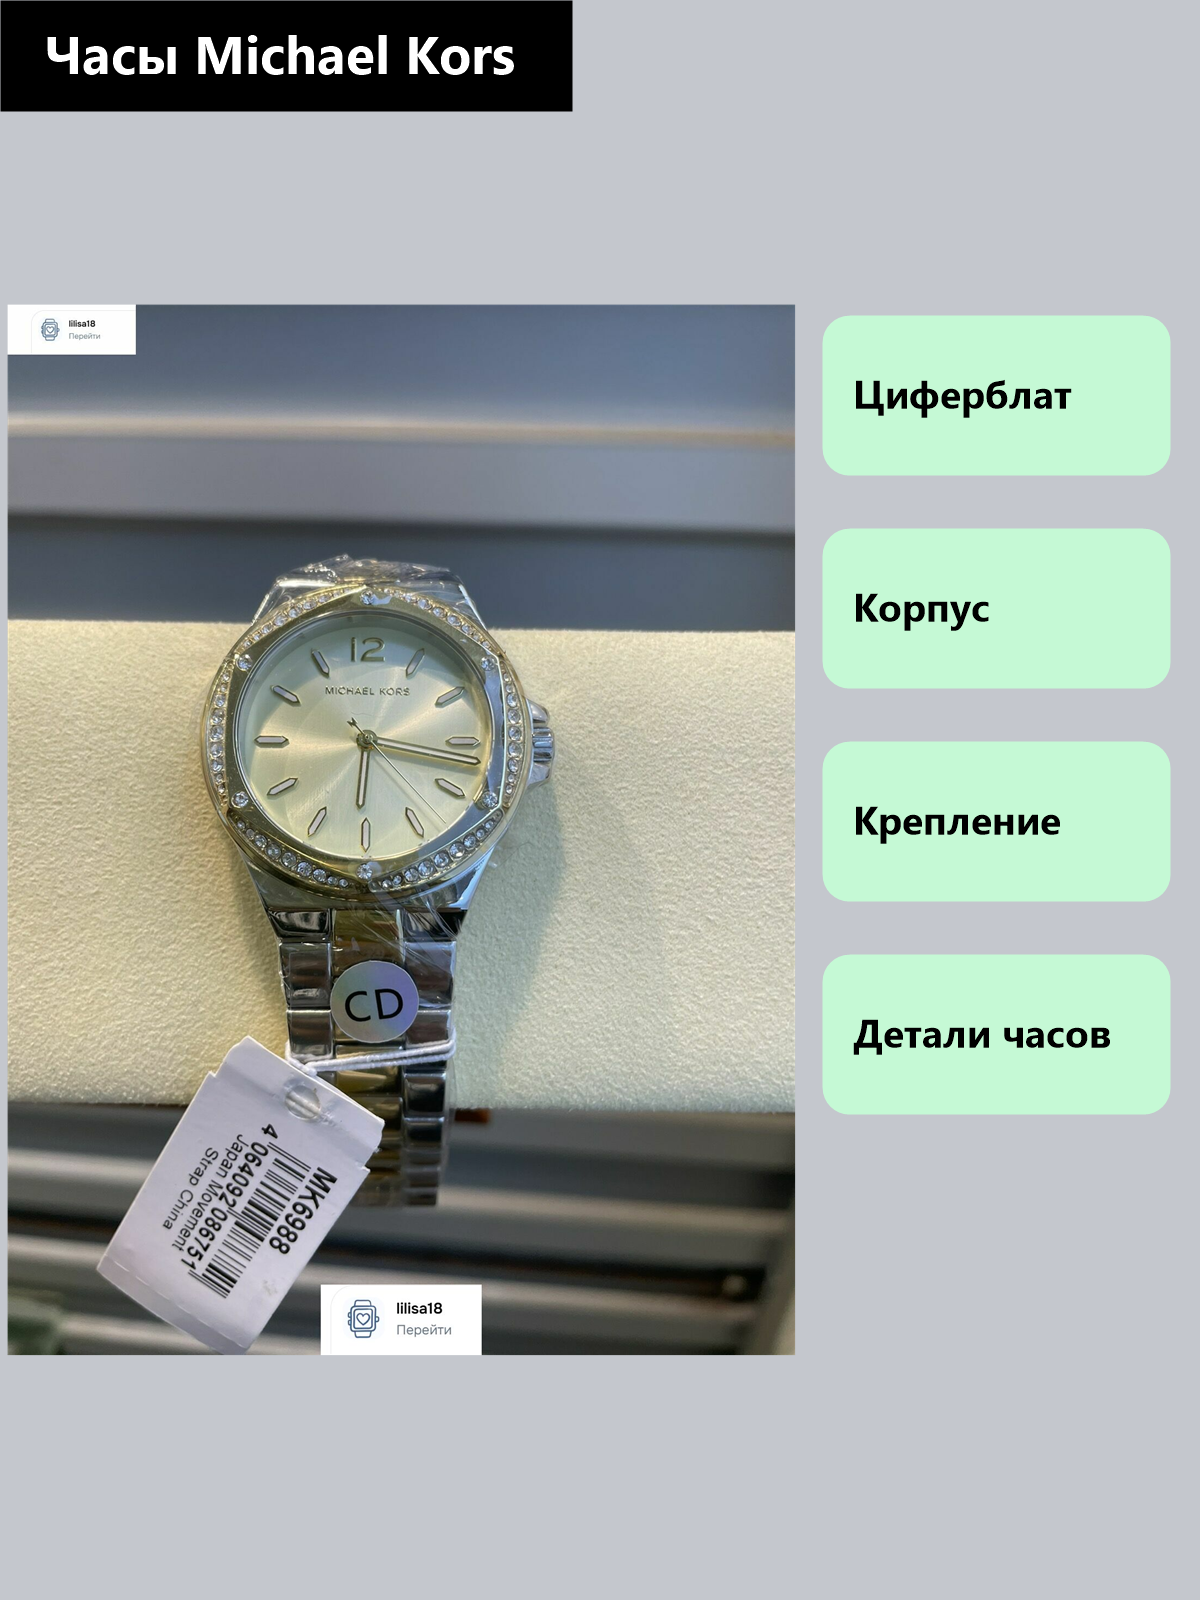 Часы Michael Kors
lilisa18
Перейти
Циферблат
Корпус
Крепление
Детали часов
12
MICHAEL KORS
CD
MK6988
4 064092 086751
Japan Movement
Strap China
lilisa18
Перейти